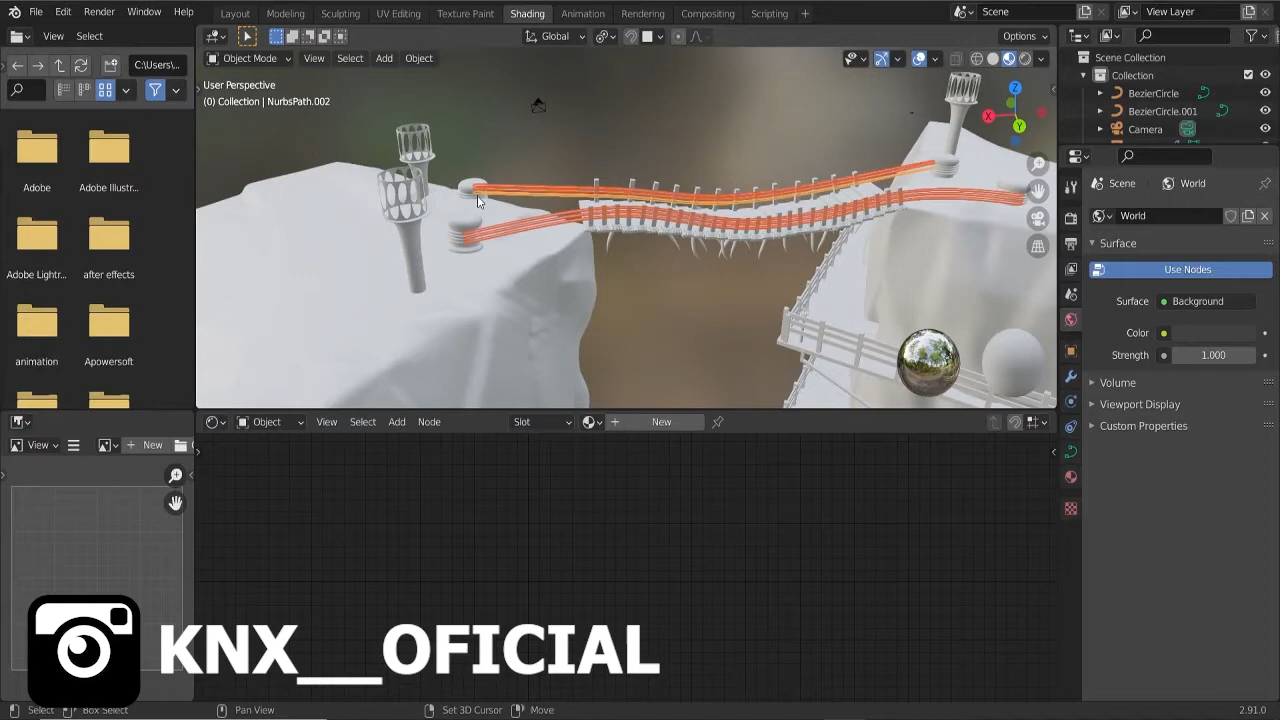 File Edit Render Window Help Layout Modeling Sculpting UV Editing Texture Paint Shading Animation Rendering Compositing Scripting + Scene View Layer
View Select Global Options
C:\Users\... Object Mode View Select Add Object
User Perspective
(0) Collection | NurbsPath.002
Scene Collection
Collection
BezierCircle
BezierCircle.001
Camera
Z
X
Y
Adobe
Adobe Illustr...
Adobe Lightr...
after effects
animation
Apowersoft
Scene World
World
Surface
Use Nodes
Surface Background
Color
Strength 1.000
Volume
Viewport Display
Custom Properties
Object View Select Add Node Slot New
View New
KNX___OFICIAL
Select Box Select Pan View Set 3D Cursor Move 2.91.0